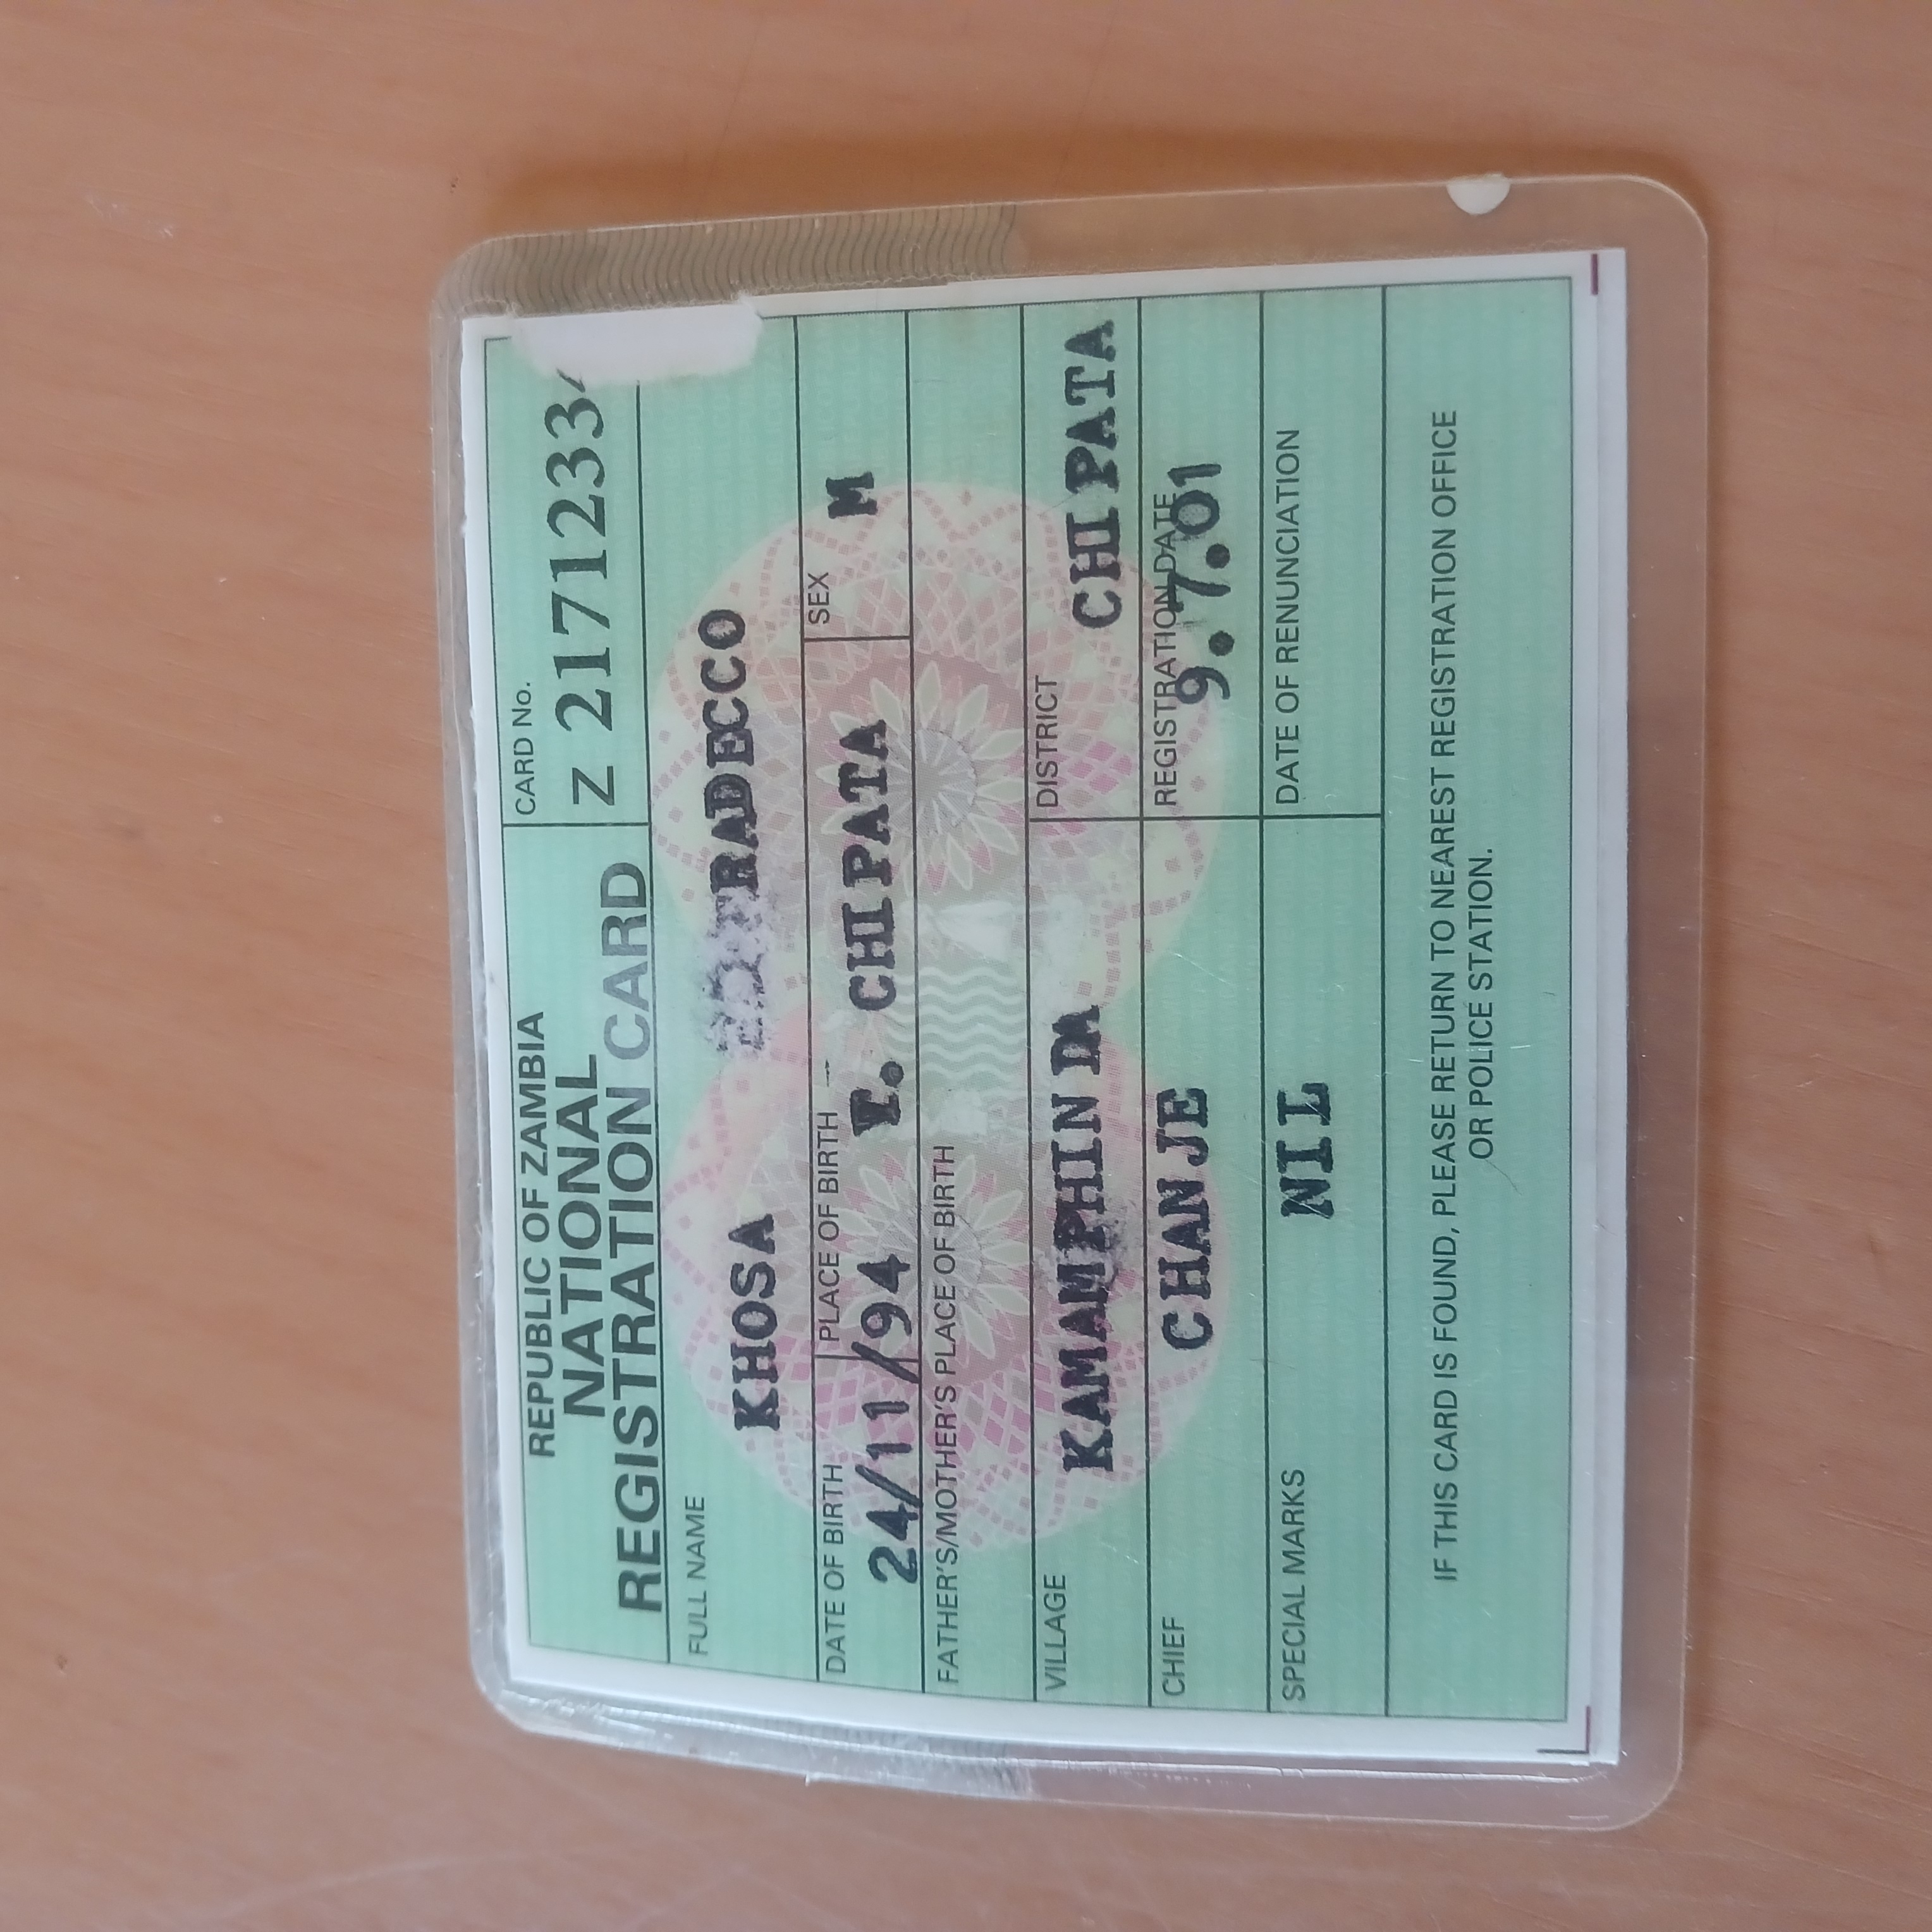 REPUBLIC OF ZAMBIA
NATIONAL
REGISTRATION CARD
CARD No.
Z 2171233
FULL NAME
KHOSA FRADECCO
DATE OF BIRTH
24/11/94
PLACE OF BIRTH
CHIPATA
SEX
M
FATHER'S/MOTHER'S PLACE OF BIRTH
VILLAGE
KAMAMPHINDA
DISTRICT
CHIPATA
CHIEF
CHANJE
REGISTRATION DATE
9.7.01
SPECIAL MARKS
NIL
DATE OF RENUNCIATION
IF THIS CARD IS FOUND, PLEASE RETURN TO NEAREST REGISTRATION OFFICE
OR POLICE STATION.